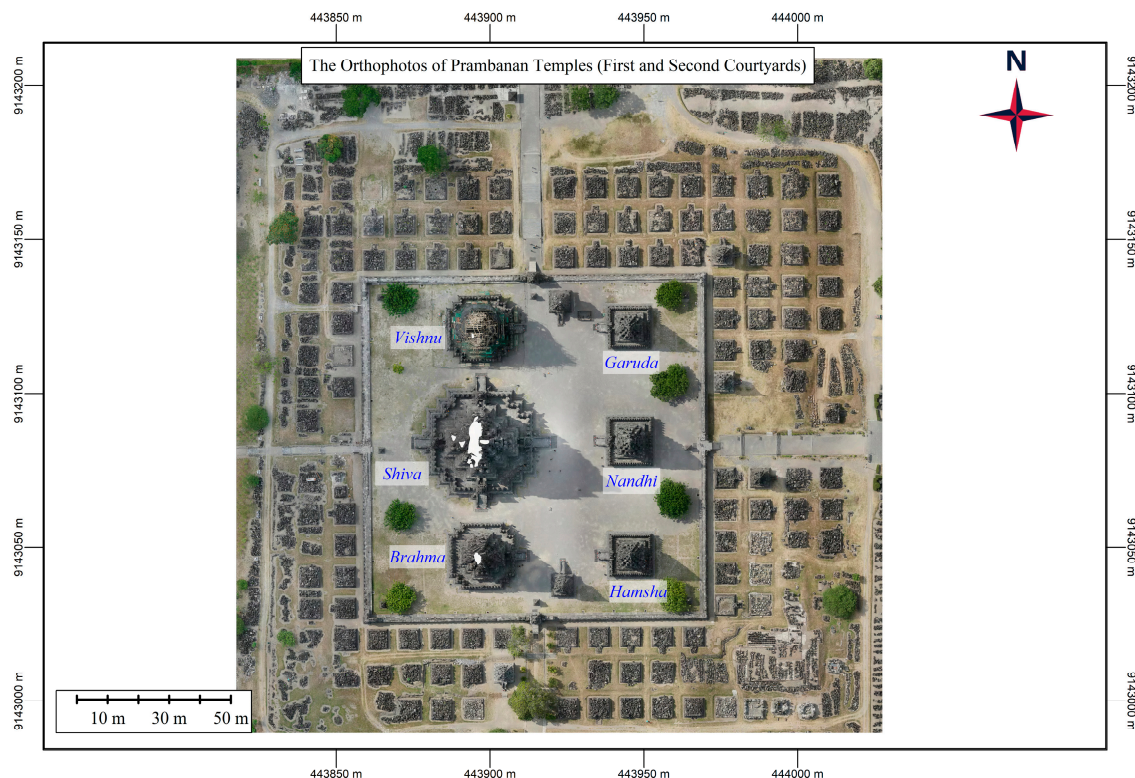 443850 m 443900 m 443950 m 444000 m
The Orthophotos of Prambanan Temples (First and Second Courtyards)
N
9143200 m 9143200 m
9143150 m 9143150 m
Vishnu
Garuda
9143100 m 9143100 m
Shiva
Nandhi
Brahma
9143050 m 9143050 m
Hamsha
9143000 m 9143000 m
10 m 30 m 50 m
443850 m 443900 m 443950 m 444000 m